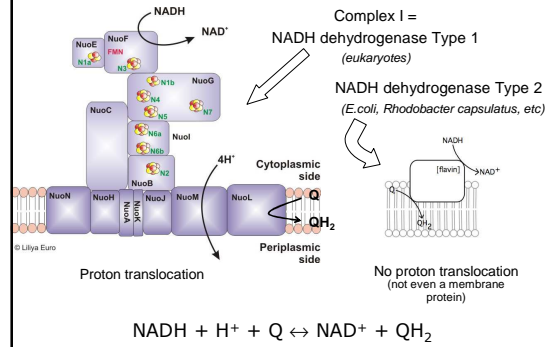 NADH
NAD+
NuoE
NuoF
FMN
N1a
N3
N1b
NuoG
N4
N5
N7
NuoC
NuoI
N6a
N6b
N2
NuoB
4H+
Cytoplasmic
side
NuoN
NuoH
NuoA
NuoK
NuoJ
NuoM
NuoL
Q
QH2
Periplasmic
side
© Liliya Euro
Proton translocation
Complex I =
NADH dehydrogenase Type 1
(eukaryotes)
NADH dehydrogenase Type 2
(E.coli, Rhodobacter capsulatus, etc)
NADH
[flavin]
NAD+
Q
QH2
No proton translocation
(not even a membrane
protein)
NADH + H+ + Q ↔ NAD+ + QH2